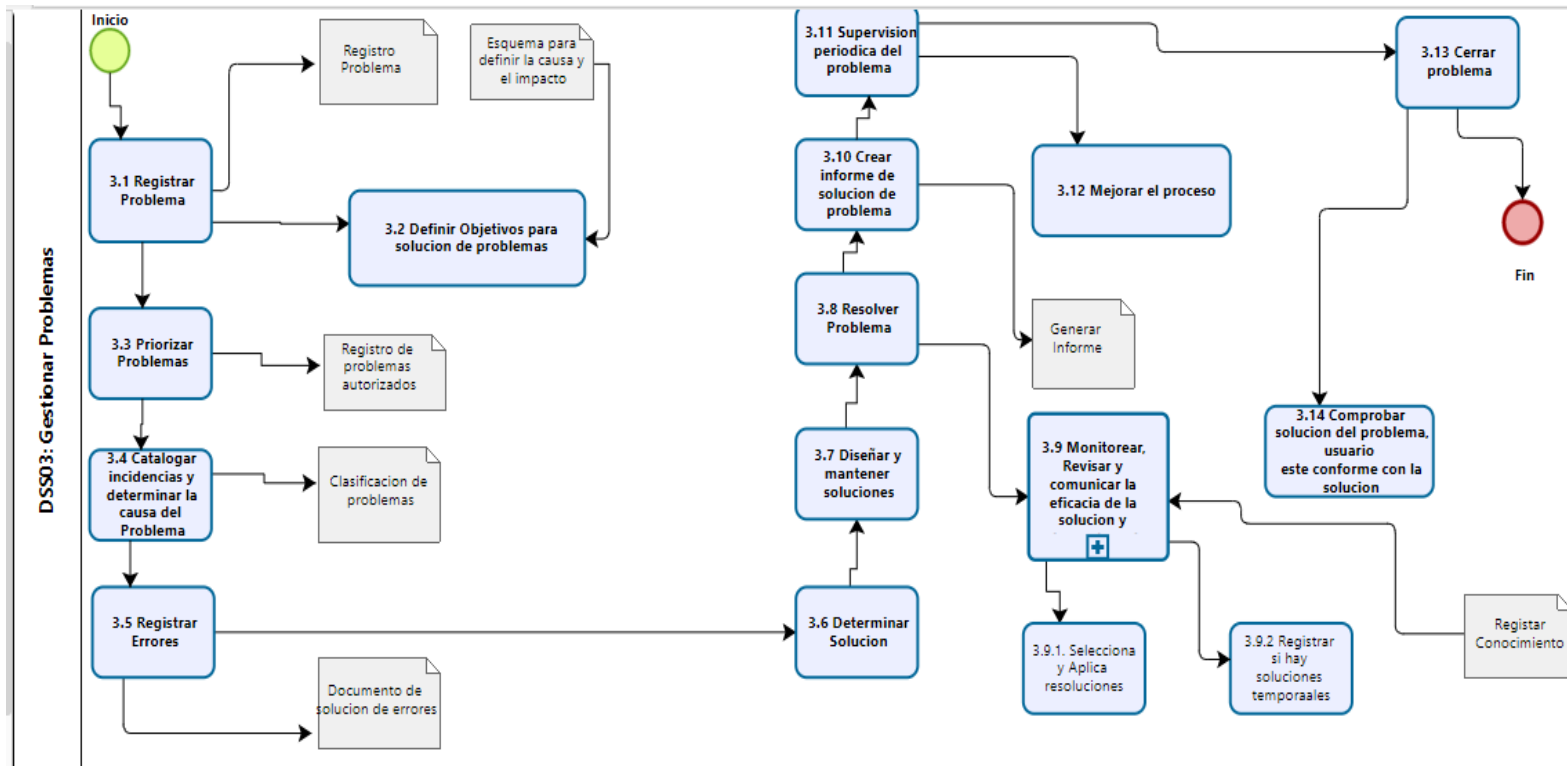 DSS03: Gestionar Problemas
Inicio
Registro
Problema
Esquema para
definir la causa y
el impacto
3.1 Registrar
Problema
3.2 Definir Objetivos para
solucion de problemas
3.3 Priorizar
Problemas
Registro de
problemas
autorizados
3.4 Catalogar
incidencias y
determinar la
causa del
Problema
Clasificacion de
problemas
3.5 Registrar
Errores
Documento de
solucion de errores
3.6 Determinar
Solucion
3.7 Diseñar y
mantener
soluciones
3.8 Resolver
Problema
3.9 Monitorear,
Revisar y
comunicar la
eficacia de la
solucion y
3.9.1. Selecciona
y Aplica
resoluciones
3.9.2 Registrar
si hay
soluciones
temporaales
Registar
Conocimiento
3.10 Crear
informe de
solucion de
problema
Generar
Informe
3.11 Supervision
periodica del
problema
3.12 Mejorar el proceso
3.13 Cerrar
problema
3.14 Comprobar
solucion del problema,
usuario
este conforme con la
solucion
Fin